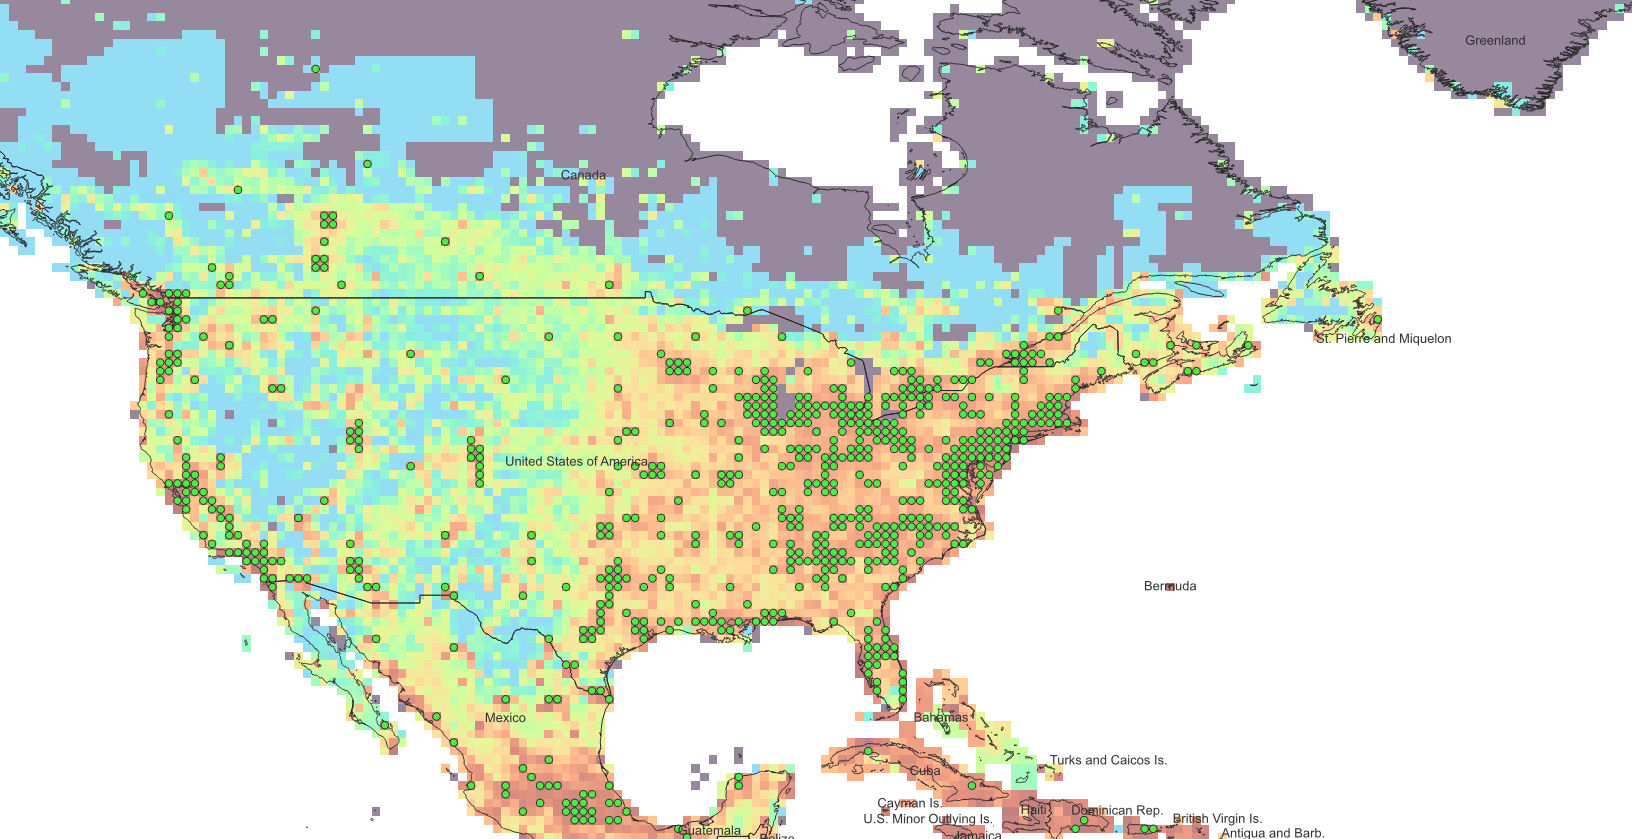 Greenland
Canada
St. Pierre and Miquelon
United States of America
Bermuda
Mexico
Bahamas
Turks and Caicos Is.
Cuba
Cayman Is.
Haiti
Dominican Rep.
U.S. Minor Outlying Is.
British Virgin Is.
Guatemala
Belize
Jamaica
Antigua and Barb.